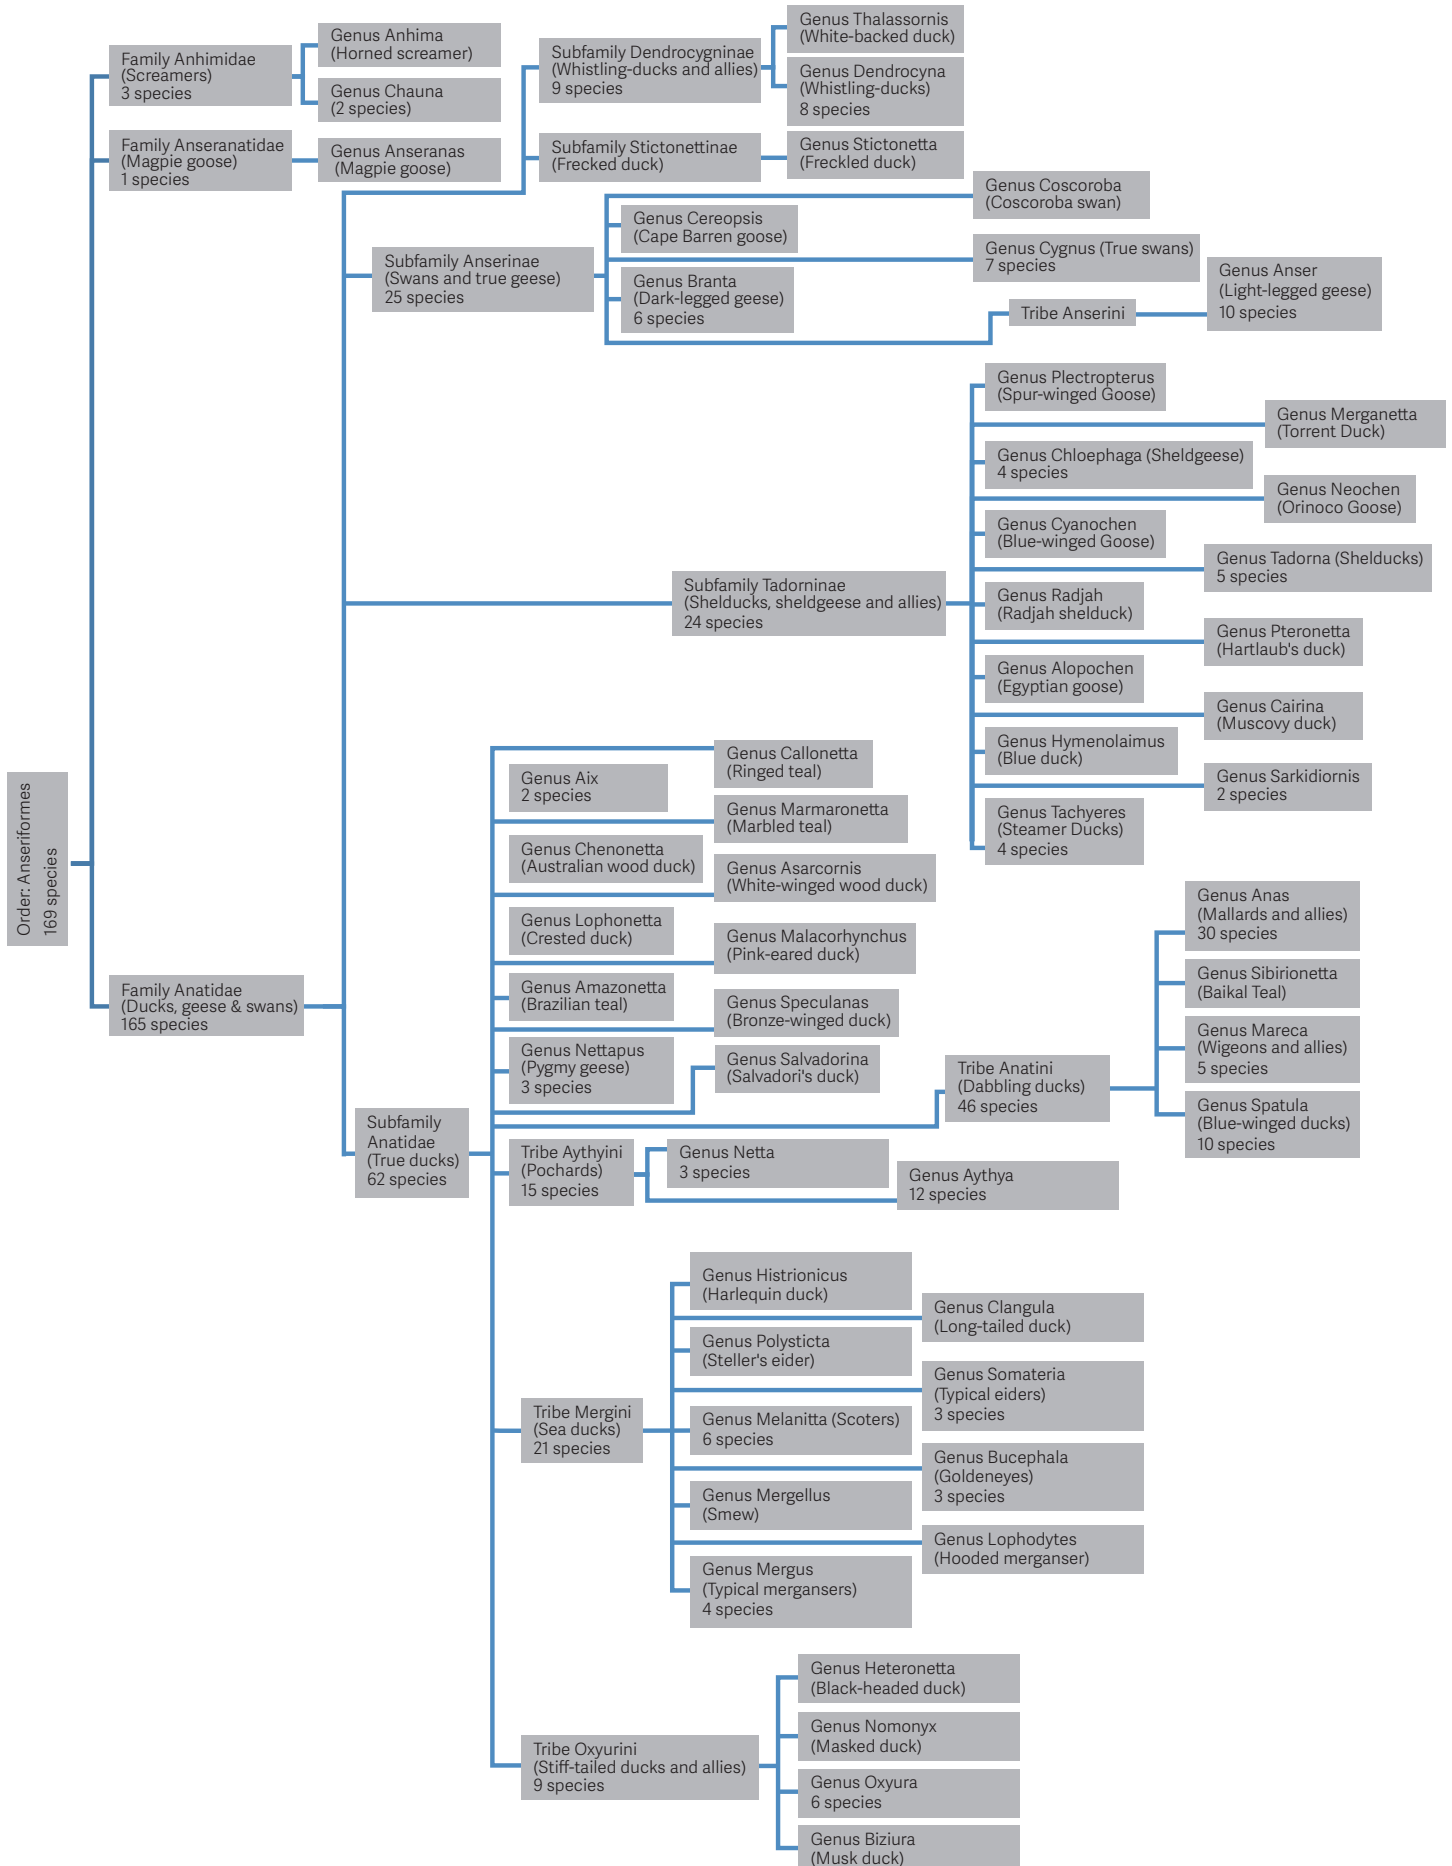 Order: Anseriformes
169 species
Family Anhimidae
(Screamers)
3 species
Genus Anhima
(Horned screamer)
Genus Chauna
(2 species)
Family Anseranatidae
(Magpie goose)
1 species
Genus Anseranas
(Magpie goose)
Family Anatidae
(Ducks, geese & swans)
165 species
Subfamily Dendrocygninae
(Whistling-ducks and allies)
9 species
Genus Thalassornis
(White-backed duck)
Genus Dendrocyna
(Whistling-ducks)
8 species
Subfamily Stictonettinae
(Frecked duck)
Genus Stictonetta
(Freckled duck)
Subfamily Anserinae
(Swans and true geese)
25 species
Genus Coscoroba
(Coscoroba swan)
Genus Cereopsis
(Cape Barren goose)
Genus Cygnus (True swans)
7 species
Genus Branta
(Dark-legged geese)
6 species
Tribe Anserini
Genus Anser
(Light-legged geese)
10 species
Subfamily Tadorninae
(Shelducks, sheldgeese and allies)
24 species
Genus Plectropterus
(Spur-winged Goose)
Genus Merganetta
(Torrent Duck)
Genus Chloephaga (Sheldgeese)
4 species
Genus Neochen
(Orinoco Goose)
Genus Cyanochen
(Blue-winged Goose)
Genus Tadorna (Shelducks)
5 species
Genus Radjah
(Radjah shelduck)
Genus Pteronetta
(Hartlaub's duck)
Genus Alopochen
(Egyptian goose)
Genus Cairina
(Muscovy duck)
Genus Hymenolaimus
(Blue duck)
Genus Sarkidiornis
2 species
Genus Tachyeres
(Steamer Ducks)
4 species
Subfamily
Anatidae
(True ducks)
62 species
Genus Callonetta
(Ringed teal)
Genus Aix
2 species
Genus Marmaronetta
(Marbled teal)
Genus Chenonetta
(Australian wood duck)
Genus Asarcornis
(White-winged wood duck)
Genus Lophonetta
(Crested duck)
Genus Malacorhynchus
(Pink-eared duck)
Genus Amazonetta
(Brazilian teal)
Genus Speculanas
(Bronze-winged duck)
Genus Nettapus
(Pygmy geese)
3 species
Genus Salvadorina
(Salvadori's duck)
Tribe Anatini
(Dabbling ducks)
46 species
Genus Anas
(Mallards and allies)
30 species
Genus Sibirionetta
(Baikal Teal)
Genus Mareca
(Wigeons and allies)
5 species
Genus Spatula
(Blue-winged ducks)
10 species
Tribe Aythyini
(Pochards)
15 species
Genus Netta
3 species
Genus Aythya
12 species
Tribe Mergini
(Sea ducks)
21 species
Genus Histrionicus
(Harlequin duck)
Genus Clangula
(Long-tailed duck)
Genus Polysticta
(Steller's eider)
Genus Somateria
(Typical eiders)
3 species
Genus Melanitta (Scoters)
6 species
Genus Bucephala
(Goldeneyes)
3 species
Genus Mergellus
(Smew)
Genus Lophodytes
(Hooded merganser)
Genus Mergus
(Typical mergansers)
4 species
Tribe Oxyurini
(Stiff-tailed ducks and allies)
9 species
Genus Heteronetta
(Black-headed duck)
Genus Nomonyx
(Masked duck)
Genus Oxyura
6 species
Genus Biziura
(Musk duck)